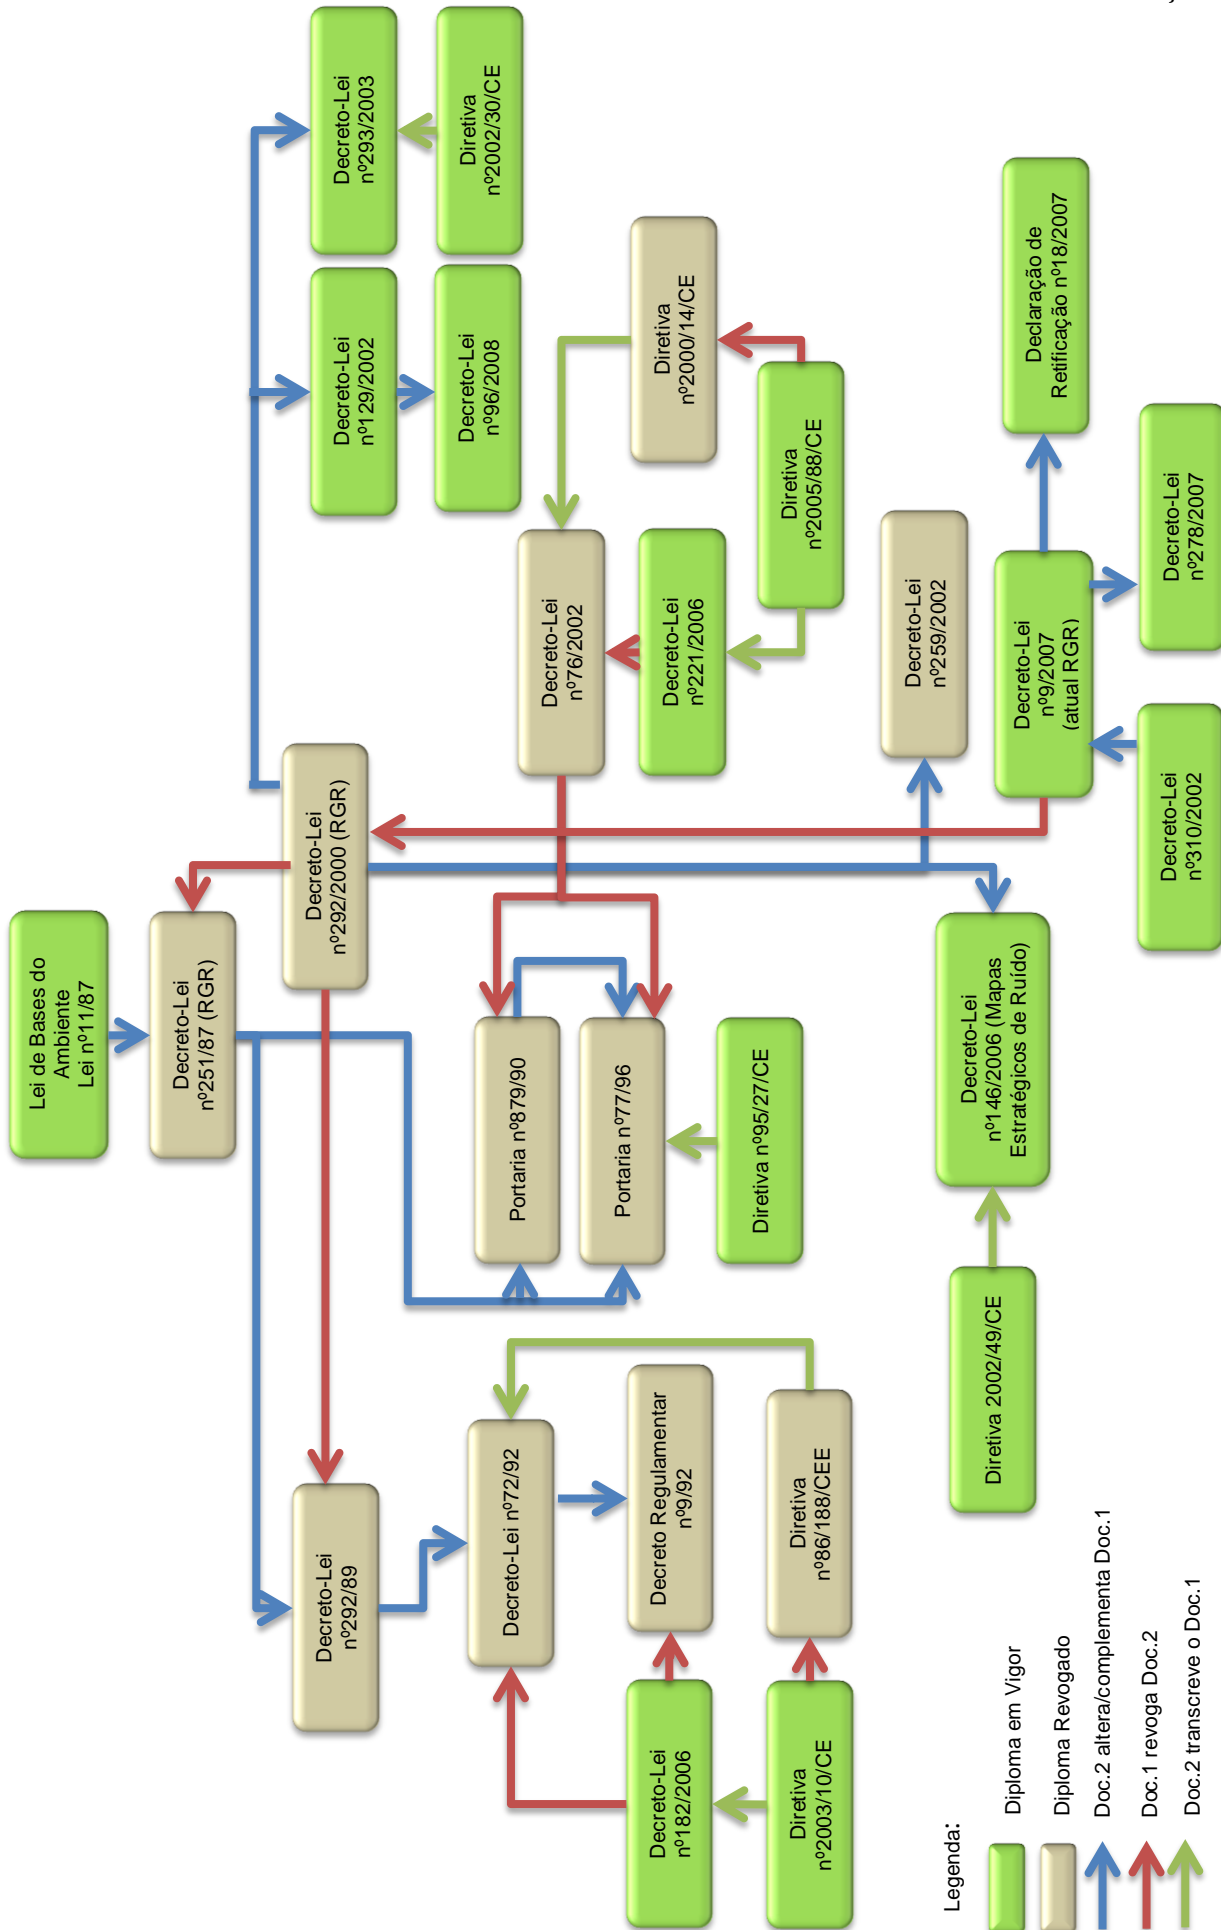 Lei de Bases do
Ambiente
Lei nº11/87
Decreto-Lei
nº251/87 (RGR)
Decreto-Lei
nº292/2000 (RGR)
Decreto-Lei
nº292/89
Decreto-Lei nº72/92
Decreto Regulamentar
nº9/92
Decreto-Lei
nº182/2006
Diretiva
nº2003/10/CE
Diretiva
nº86/188/CEE
Portaria nº879/90
Portaria nº77/96
Diretiva nº95/27/CE
Decreto-Lei
nº76/2002
Decreto-Lei
nº221/2006
Diretiva
nº2000/14/CE
Diretiva
nº2005/88/CE
Decreto-Lei
nº129/2002
Decreto-Lei
nº96/2008
Decreto-Lei
nº293/2003
Diretiva
nº2002/30/CE
Decreto-Lei
nº259/2002
Diretiva 2002/49/CE
Decreto-Lei
nº146/2006 (Mapas
Estratégicos de Ruído)
Decreto-Lei
nº9/2007
(atual RGR)
Declaração de
Retificação nº18/2007
Decreto-Lei
nº310/2002
Decreto-Lei
nº278/2007
Legenda:
Diploma em Vigor
Diploma Revogado
Doc.2 altera/complementa Doc.1
Doc.1 revoga Doc.2
Doc.2 transcreve o Doc.1